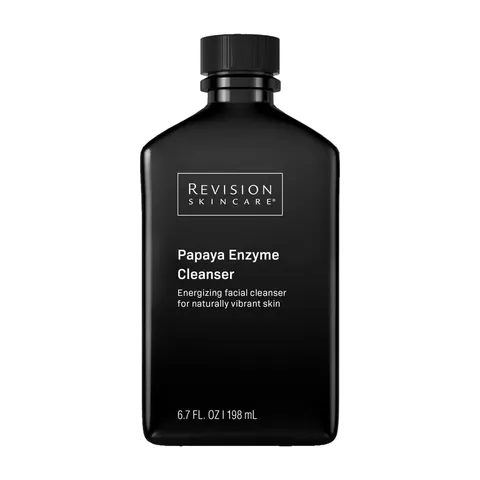 REVISION
SKINCARE®
Papaya Enzyme
Cleanser
Energizing facial cleanser
for naturally vibrant skin
6.7 FL. OZ | 198 mL